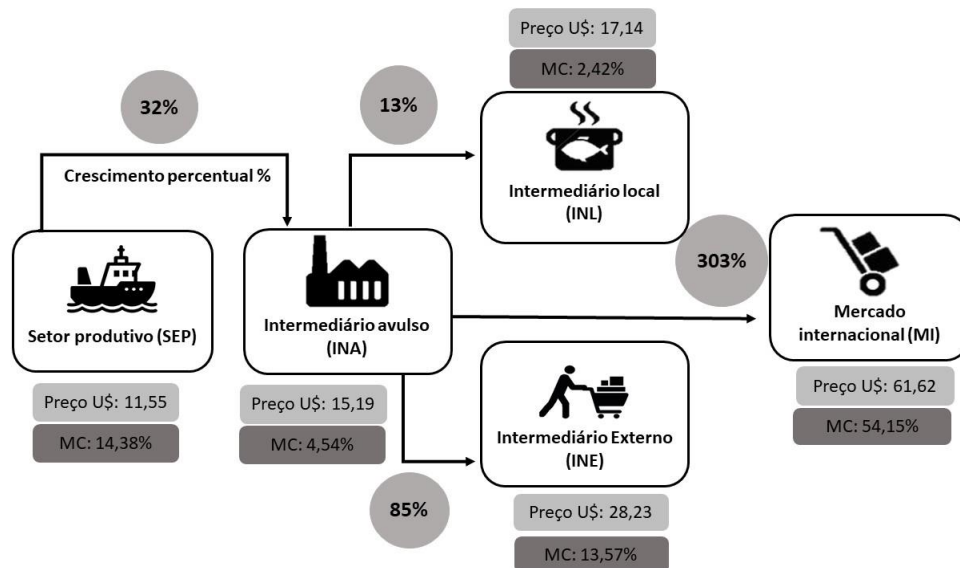 Preço U$: 17,14
MC: 2,42%
32%
13%
Crescimento percentual %
Intermediário local
(INL)
303%
Setor produtivo (SEP)
Intermediário avulso
(INA)
Mercado
internacional (MI)
Preço U$: 11,55
MC: 14,38%
Preço U$: 15,19
MC: 4,54%
Intermediário Externo
(INE)
Preço U$: 61,62
MC: 54,15%
85%
Preço U$: 28,23
MC: 13,57%